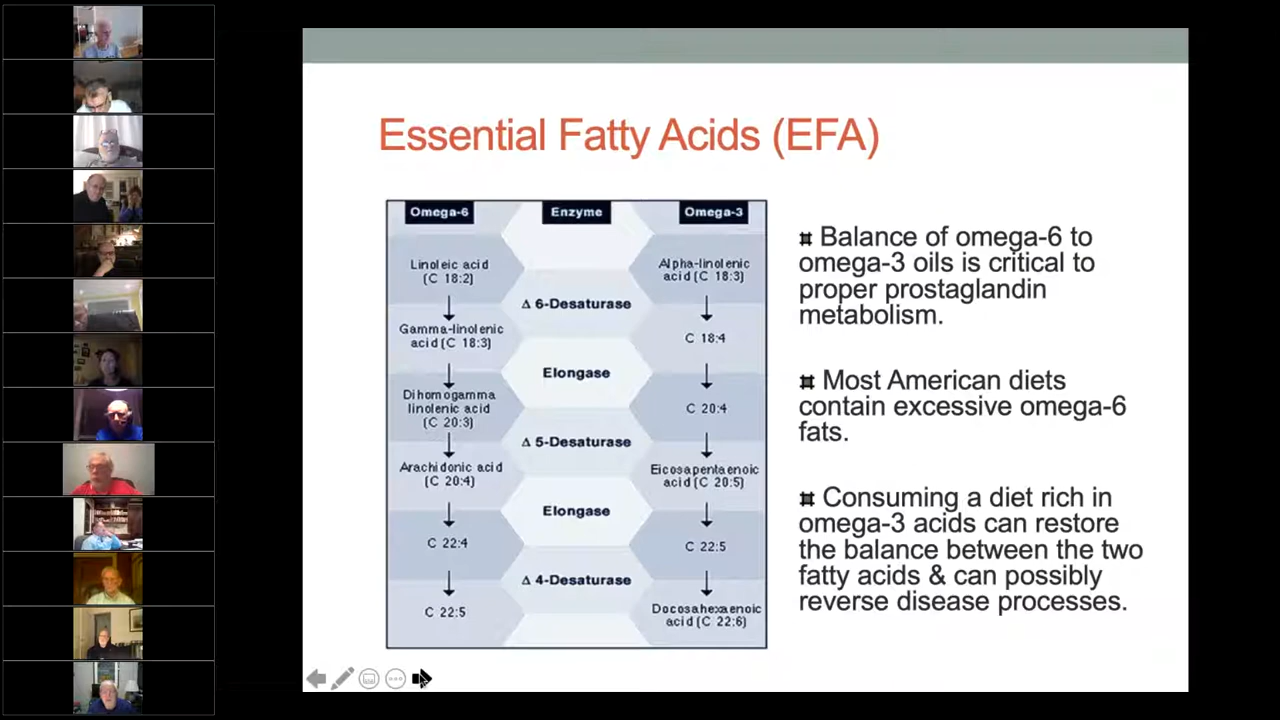 Essential Fatty Acids (EFA)
Omega-6
Enzyme
Omega-3
Linoleic acid
(C 18:2)
Alpha-linolenic
acid (C 18:3)
Δ 6-Desaturase
Gamma-linolenic
acid (C 18:3)
C 18:4
Elongase
Dihomogamma
linolenic acid
(C 20:3)
C 20:4
Δ 5-Desaturase
Arachidonic acid
(C 20:4)
Eicosapentaenoic
acid (C 20:5)
Elongase
C 22:4
C 22:5
Δ 4-Desaturase
C 22:5
Docosahexaenoic
acid (C 22:6)
Balance of omega-6 to
omega-3 oils is critical to
proper prostaglandin
metabolism.
Most American diets
contain excessive omega-6
fats.
Consuming a diet rich in
omega-3 acids can restore
the balance between the two
fatty acids & can possibly
reverse disease processes.